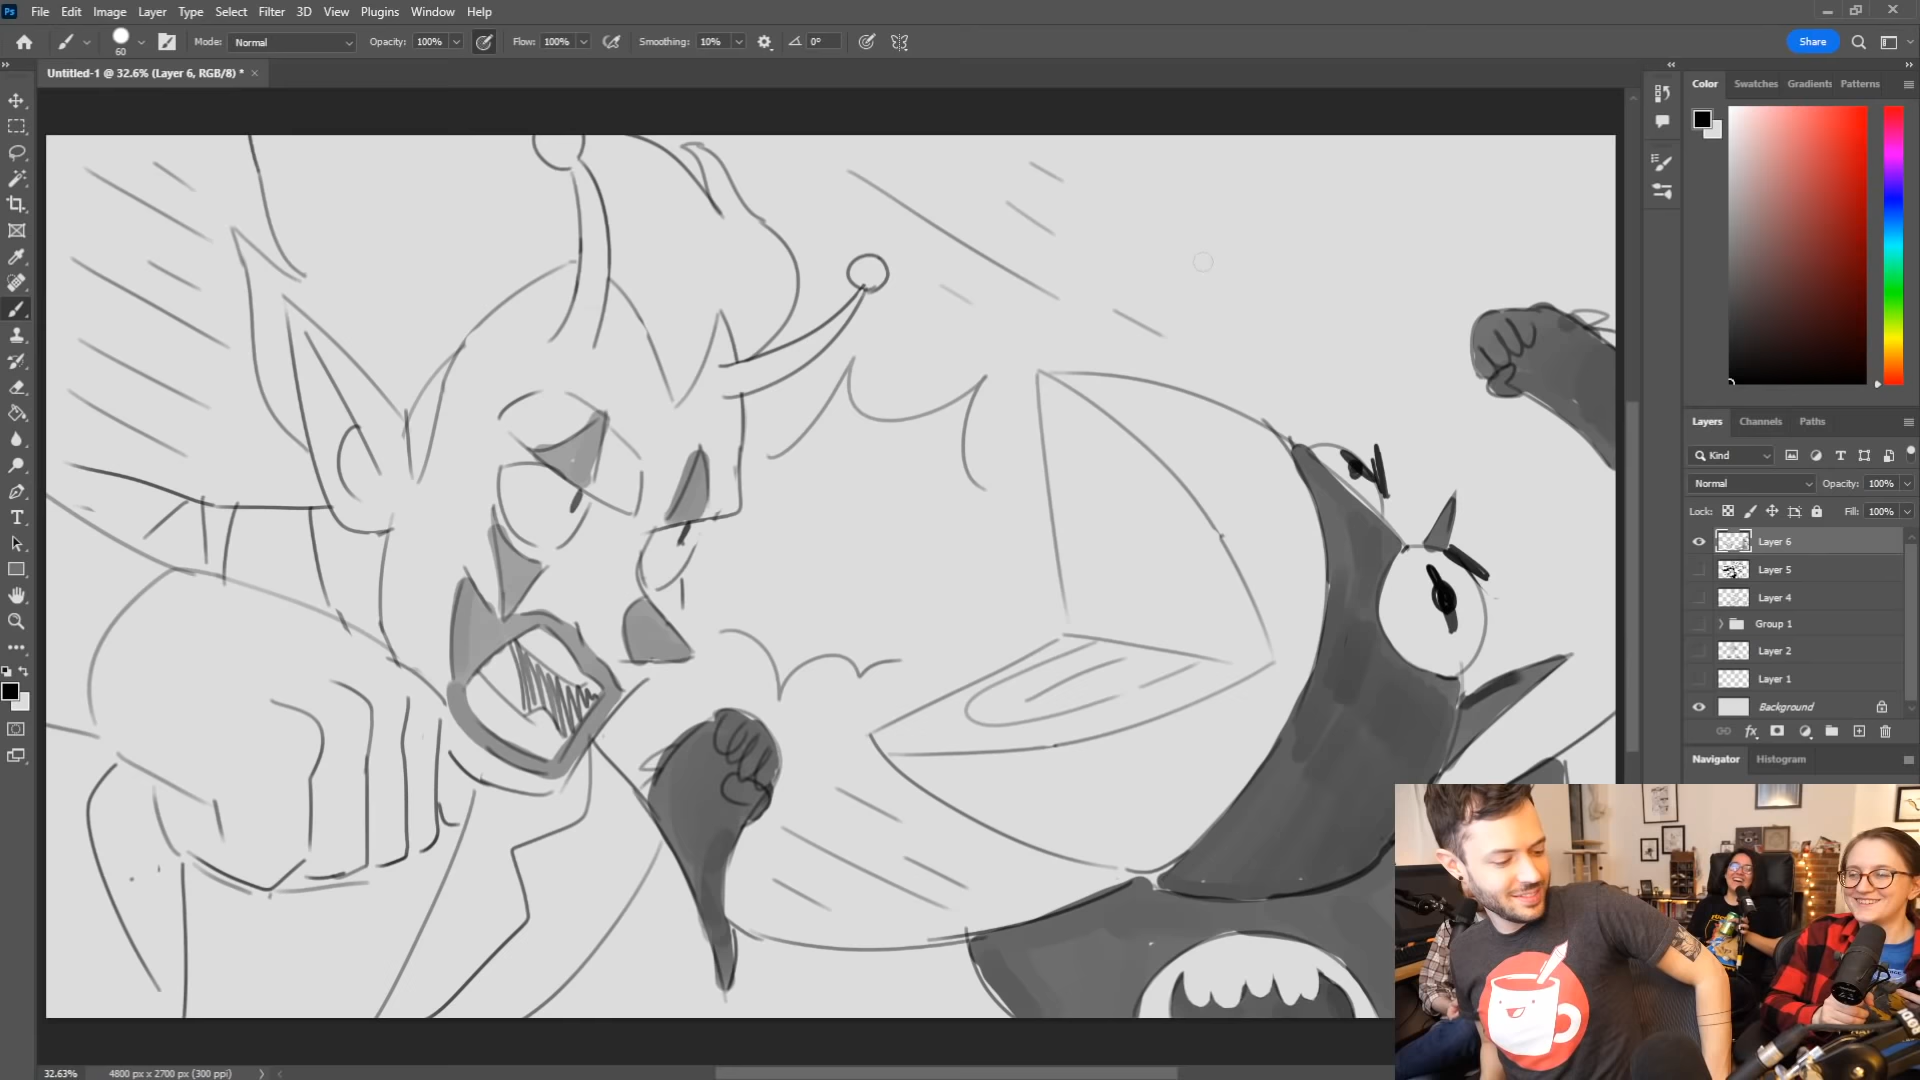 Ps File Edit Image Layer Type Select Filter 3D View Plugins Window Help
60 Mode: Normal Opacity: 100% Flow: 100% Smoothing: 10% 0° Share
Untitled-1 @ 32.6% (Layer 6, RGB/8) *
Color Swatches Gradients Patterns
Layers Channels Paths
Kind
Normal Opacity: 100%
Lock: Fill: 100%
Layer 6
Layer 5
Layer 4
Group 1
Layer 2
Layer 1
Background
fx
Navigator Histogram
32.63% 4800 px x 2700 px (300 ppi)